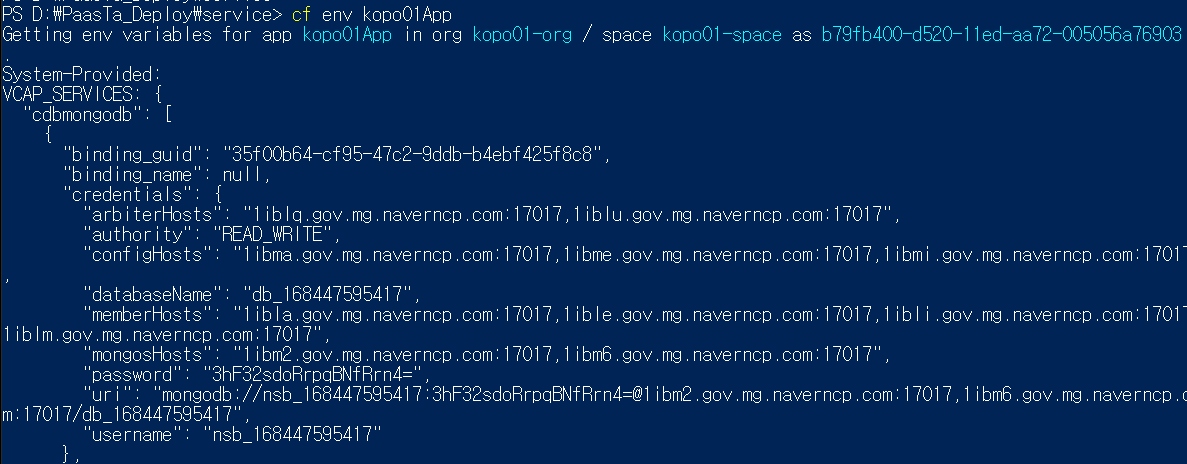 PS D:\PaasTa_Deploy\service> cf env kopo01App
Getting env variables for app kopo01App in org kopo01-org / space kopo01-space as b79fb400-d520-11ed-aa72-005056a76903
.
System-Provided:
VCAP_SERVICES: {
  "cdbmongodb": [
    {
      "binding_guid": "35f00b64-cf95-47c2-9ddb-b4ebf425f8c8",
      "binding_name": null,
      "credentials": {
        "arbiterHosts": "1iblq.gov.mg.naverncp.com:17017,1iblu.gov.mg.naverncp.com:17017",
        "authority": "READ_WRITE",
        "configHosts": "1ibma.gov.mg.naverncp.com:17017,1ibme.gov.mg.naverncp.com:17017,1ibmi.gov.mg.naverncp.com:17017
,
        "databaseName": "db_168447595417",
        "memberHosts": "1ibla.gov.mg.naverncp.com:17017,1ible.gov.mg.naverncp.com:17017,1ibli.gov.mg.naverncp.com:17017
1iblm.gov.mg.naverncp.com:17017",
        "mongosHosts": "1ibm2.gov.mg.naverncp.com:17017,1ibm6.gov.mg.naverncp.com:17017",
        "password": "3hF32sdoRrpqBNfRrn4=",
        "uri": "mongodb://nsb_168447595417:3hF32sdoRrpqBNfRrn4=@1ibm2.gov.mg.naverncp.com:17017,1ibm6.gov.mg.naverncp.c
m:17017/db_168447595417",
        "username": "nsb_168447595417"
      },